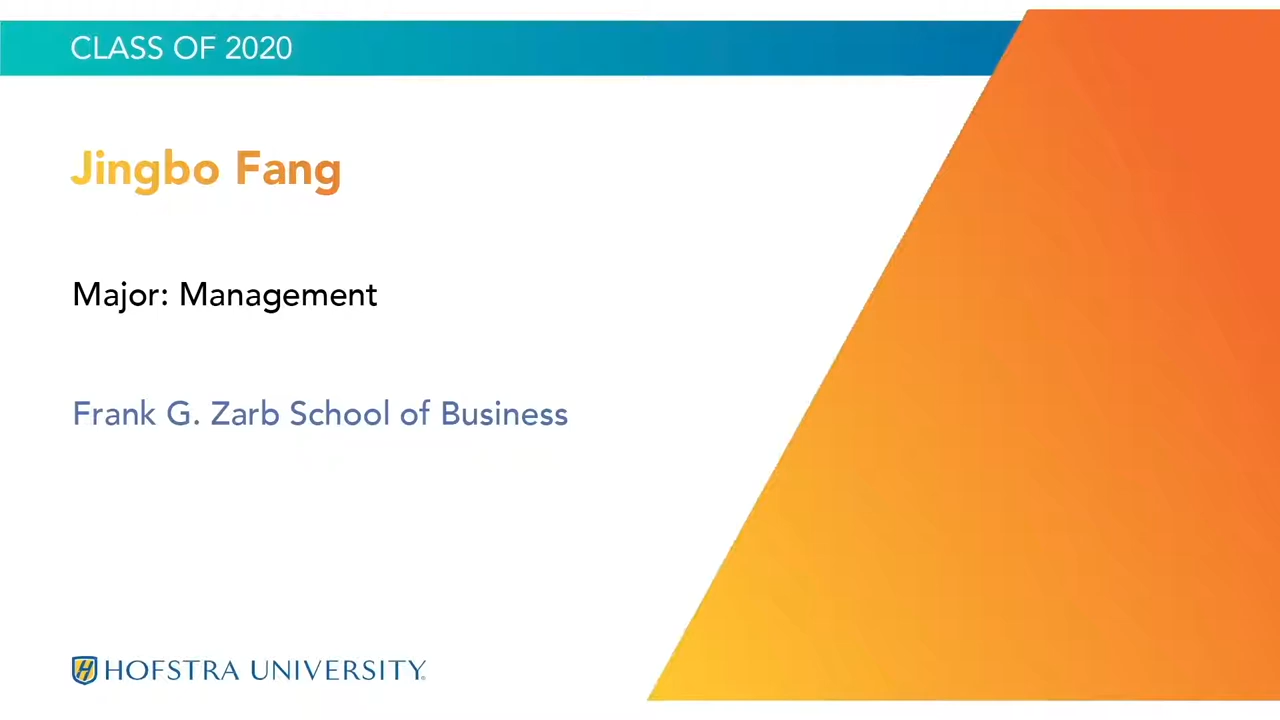 CLASS OF 2020
Jingbo Fang
Major: Management
Frank G. Zarb School of Business
HOFSTRA UNIVERSITY®